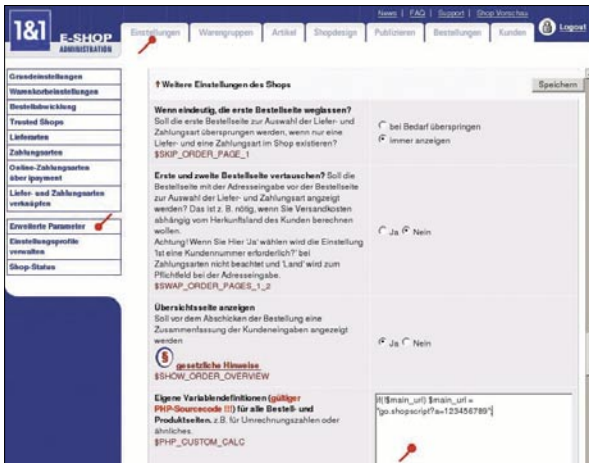 News | FAQ | Support | Shop Vorschau
1&1 E-SHOP
ADMINISTRATION
Einstellungen Warengruppen Artikel Shopdesign Publizieren Bestellungen Kunden Logout
Grundeinstellungen
Warenkorbeinstellungen
Bestellabwicklung
Trusted Shops
Lieferarten
Zahlungsarten
Online-Zahlungsarten
über ipayment
Liefer- und Zahlungsarten
verknüpfen
Erweiterte Parameter
Einstellungsprofile
verwalten
Shop-Status
Weitere Einstellungen des Shops
Speichern
Wenn eindeutig, die erste Bestellseite weglassen?
Soll die erste Bestellseite zur Auswahl der Liefer- und
Zahlungsart übersprungen werden, wenn nur eine
Liefer- und eine Zahlungsart im Shop existieren?
$SKIP_ORDER_PAGE_1
bei Bedarf überspringen
immer anzeigen
Erste und zweite Bestellseite vertauschen? Soll die
Bestellseite mit der Adresseingabe vor der Bestellseite
zur Auswahl der Liefer- und Zahlungsart angezeigt
werden? Das ist z. B. nötig, wenn Sie Versandkosten
abhängig vom Herkunftsland des Kunden berechnen
wollen.
Achtung! Wenn Sie Hier 'Ja' wählen wird die Einstellung
'Ist eine Kundennummer erforderlich?' bei
Zahlungsarten nicht beachtet und 'Land' wird zum
Pflichtfeld bei der Adresseingabe.
$SWAP_ORDER_PAGES_1_2
Ja Nein
Übersichtsseite anzeigen
Soll vor dem Abschicken der Bestellung eine
Zusammenfassung der Kundeneingaben angezeigt
werden
§ gesetzliche Hinweise
$SHOW_ORDER_OVERVIEW
Ja Nein
Eigene Variablendefinitionen (gültiger
PHP-Sourcecode !!!) für alle Bestell- und
Produktseiten. z.B. für Umrechnungszahlen oder
ähnliches.
$PHP_CUSTOM_CALC
if(!$main_url) $main_url =
"go.shopscript?a=123456789";